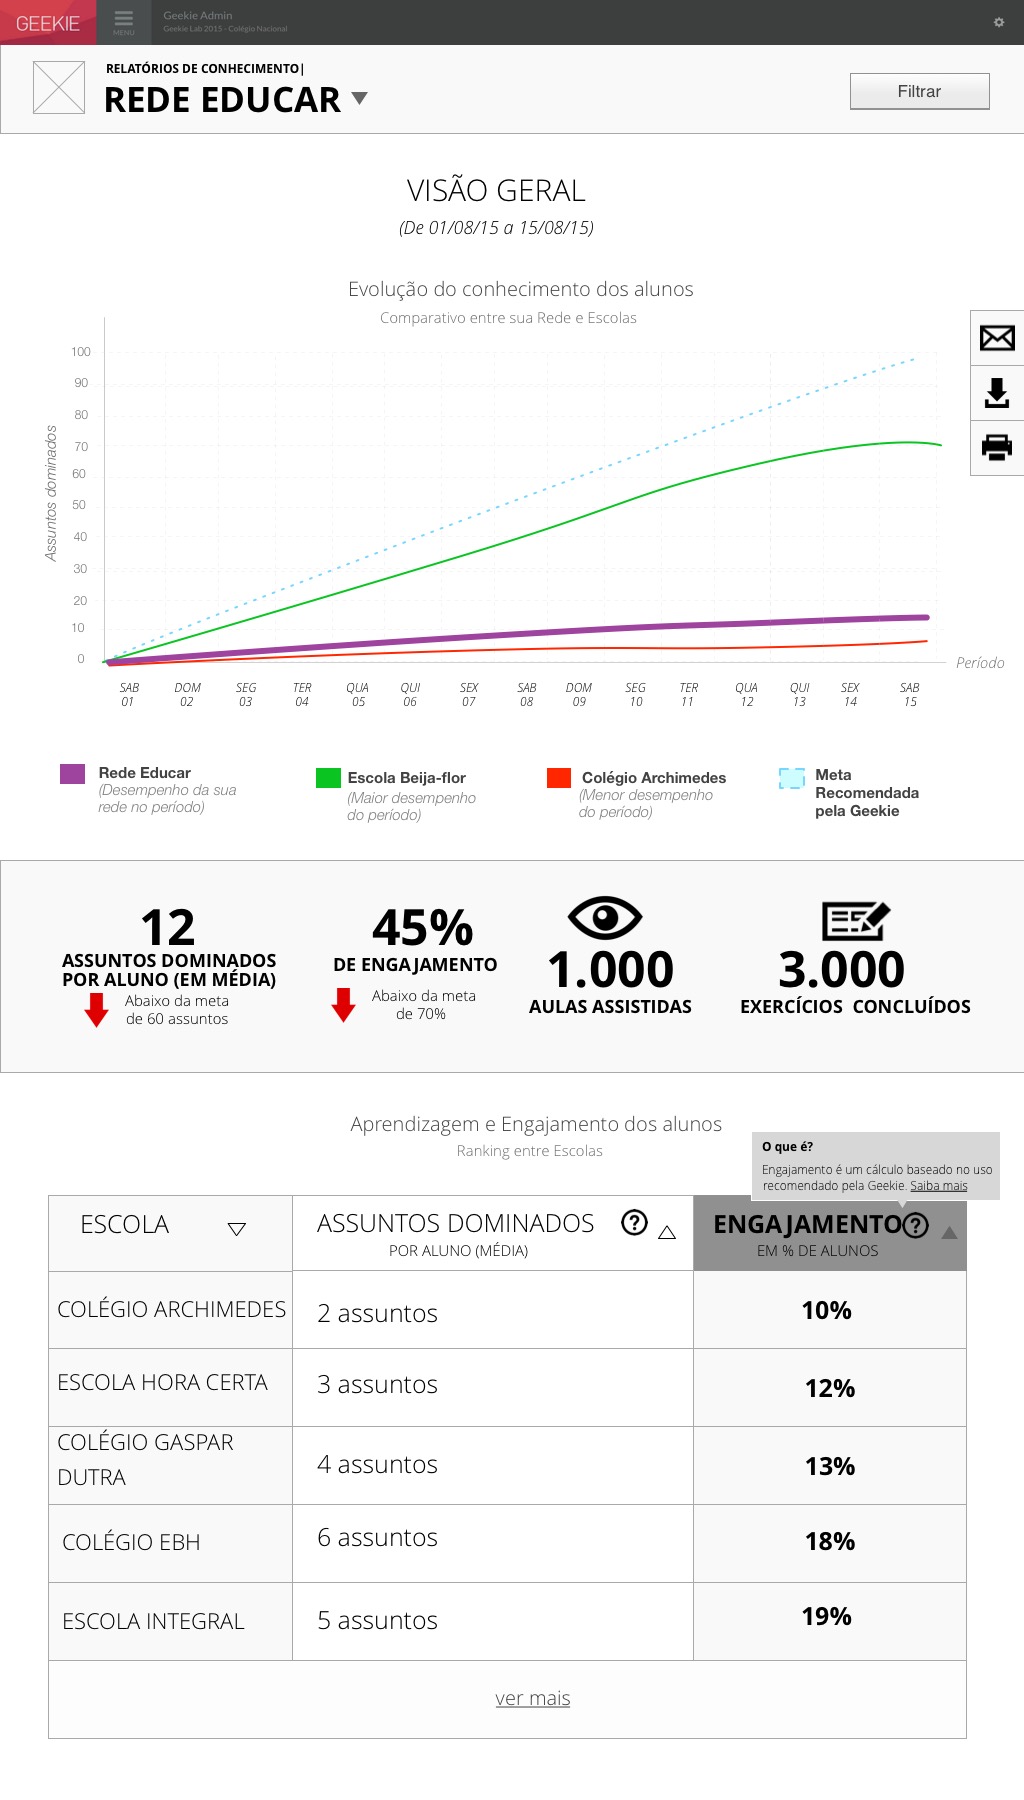 GEEKIE
MENU
Geekie Admin
Geekie Lab 2015 - Colégio Nacional
RELATÓRIOS DE CONHECIMENTO|
REDE EDUCAR
Filtrar
VISÃO GERAL
(De 01/08/15 a 15/08/15)
Evolução do conhecimento dos alunos
Comparativo entre sua Rede e Escolas
Assuntos dominados
100
90
80
70
60
50
40
30
20
10
0
Período
SAB DOM SEG TER QUA QUI SEX SAB DOM SEG TER QUA QUI SEX SAB
01 02 03 04 05 06 07 08 09 10 11 12 13 14 15
Rede Educar
(Desempenho da sua
rede no período)
Escola Beija-flor
(Maior desempenho
do período)
Colégio Archimedes
(Menor desempenho
do período)
Meta
Recomendada
pela Geekie
12
ASSUNTOS DOMINADOS
POR ALUNO (EM MÉDIA)
Abaixo da meta
de 60 assuntos
45%
DE ENGAJAMENTO
Abaixo da meta
de 70%
1.000
AULAS ASSISTIDAS
3.000
EXERCÍCIOS CONCLUÍDOS
Aprendizagem e Engajamento dos alunos
Ranking entre Escolas
O que é?
Engajamento é um cálculo baseado no uso
recomendado pela Geekie. Saiba mais
ESCOLA
ASSUNTOS DOMINADOS ?
POR ALUNO (MÉDIA)
ENGAJAMENTO ?
EM % DE ALUNOS
COLÉGIO ARCHIMEDES
2 assuntos
10%
ESCOLA HORA CERTA
3 assuntos
12%
COLÉGIO GASPAR
DUTRA
4 assuntos
13%
COLÉGIO EBH
6 assuntos
18%
ESCOLA INTEGRAL
5 assuntos
19%
ver mais